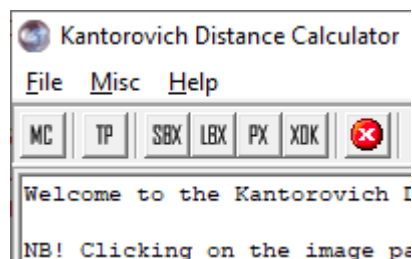 Kantorovich Distance Calculator
File Misc Help
MC TP SBX LBX PX XOK
Welcome to the Kantorovich
NB! Clicking on the image